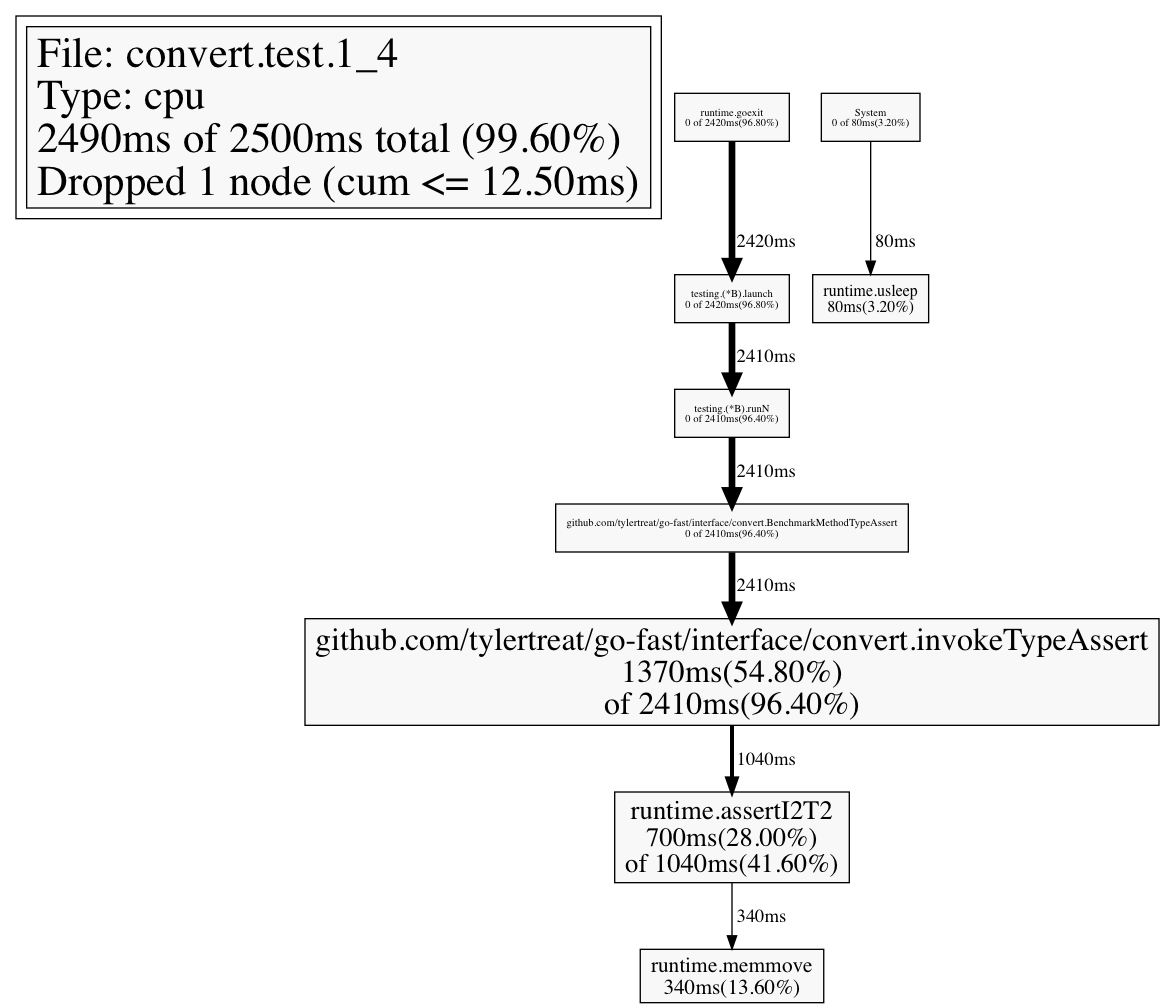 File: convert.test.1_4
Type: cpu
2490ms of 2500ms total (99.60%)
Dropped 1 node (cum <= 12.50ms)
runtime.goexit
0 of 2420ms(96.80%)
System
0 of 80ms(3.20%)
2420ms
80ms
testing.(*B).launch
0 of 2420ms(96.80%)
runtime.usleep
80ms(3.20%)
2410ms
testing.(*B).runN
0 of 2410ms(96.40%)
2410ms
github.com/tylertreat/go-fast/interface/convert.BenchmarkMethodTypeAssert
0 of 2410ms(96.40%)
2410ms
github.com/tylertreat/go-fast/interface/convert.invokeTypeAssert
1370ms(54.80%)
of 2410ms(96.40%)
1040ms
runtime.assertI2T2
700ms(28.00%)
of 1040ms(41.60%)
340ms
runtime.memmove
340ms(13.60%)